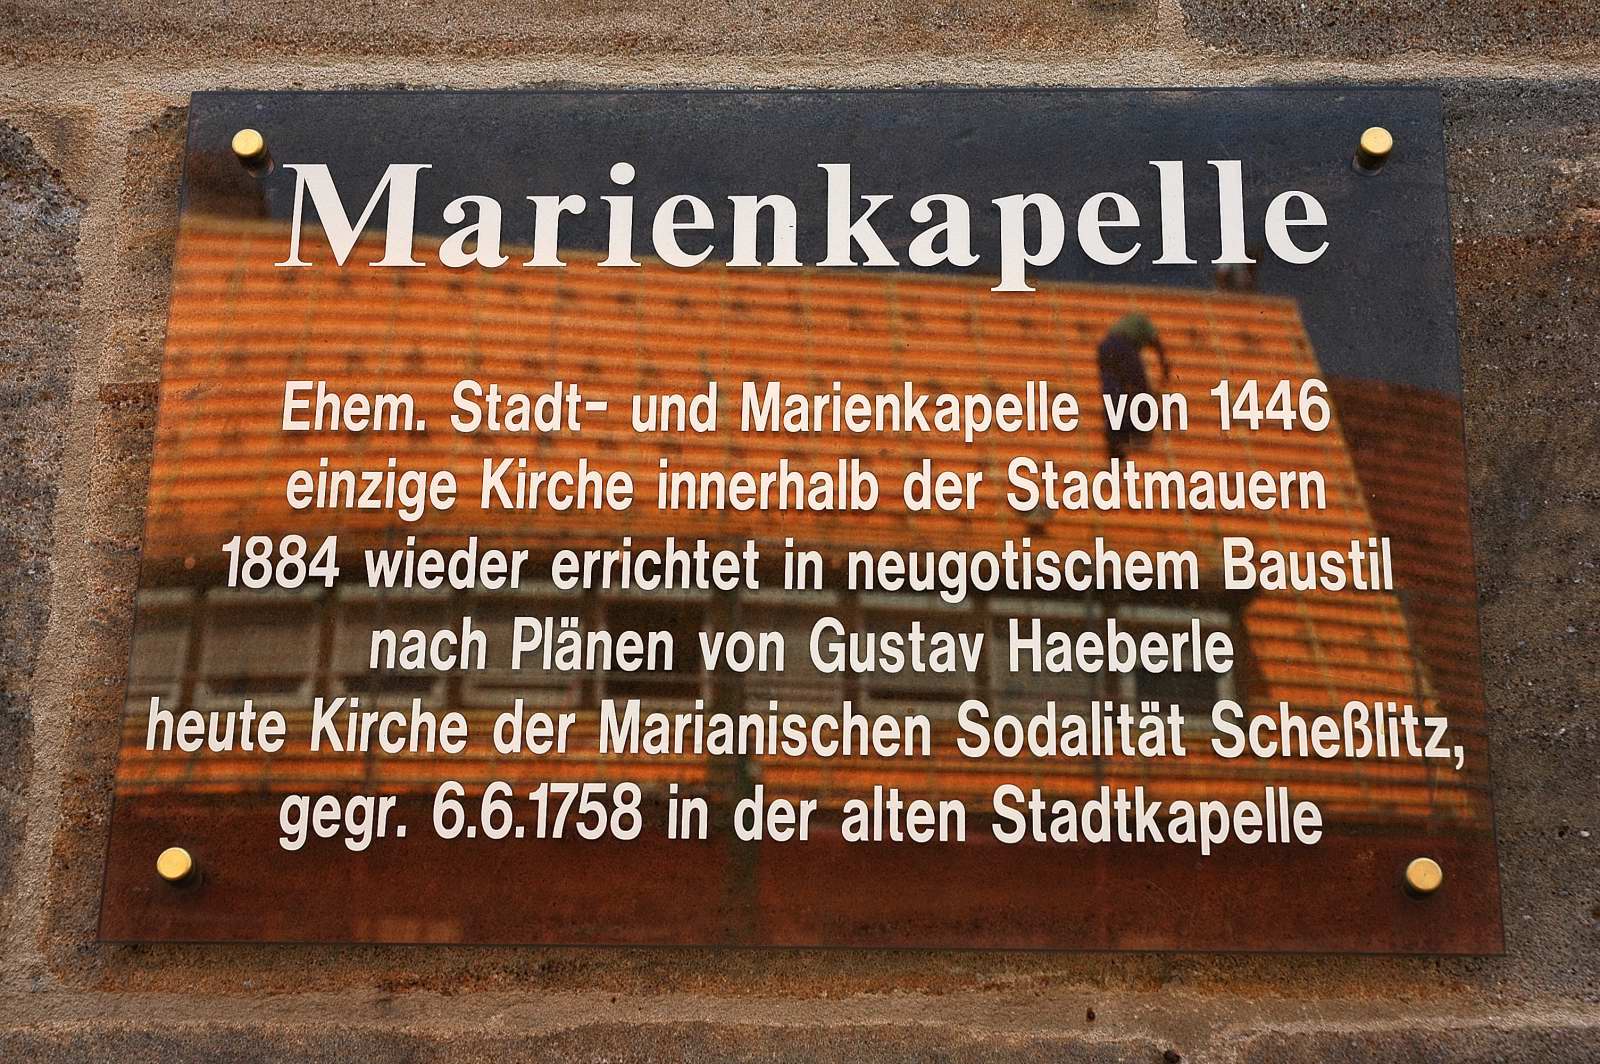 Marienkapelle
Ehem. Stadt- und Marienkapelle von 1446
einzige Kirche innerhalb der Stadtmauern
1884 wieder errichtet in neugotischem Baustil
nach Plänen von Gustav Haeberle
heute Kirche der Marianischen Sodalität Scheßlitz,
gegr. 6.6.1758 in der alten Stadtkapelle